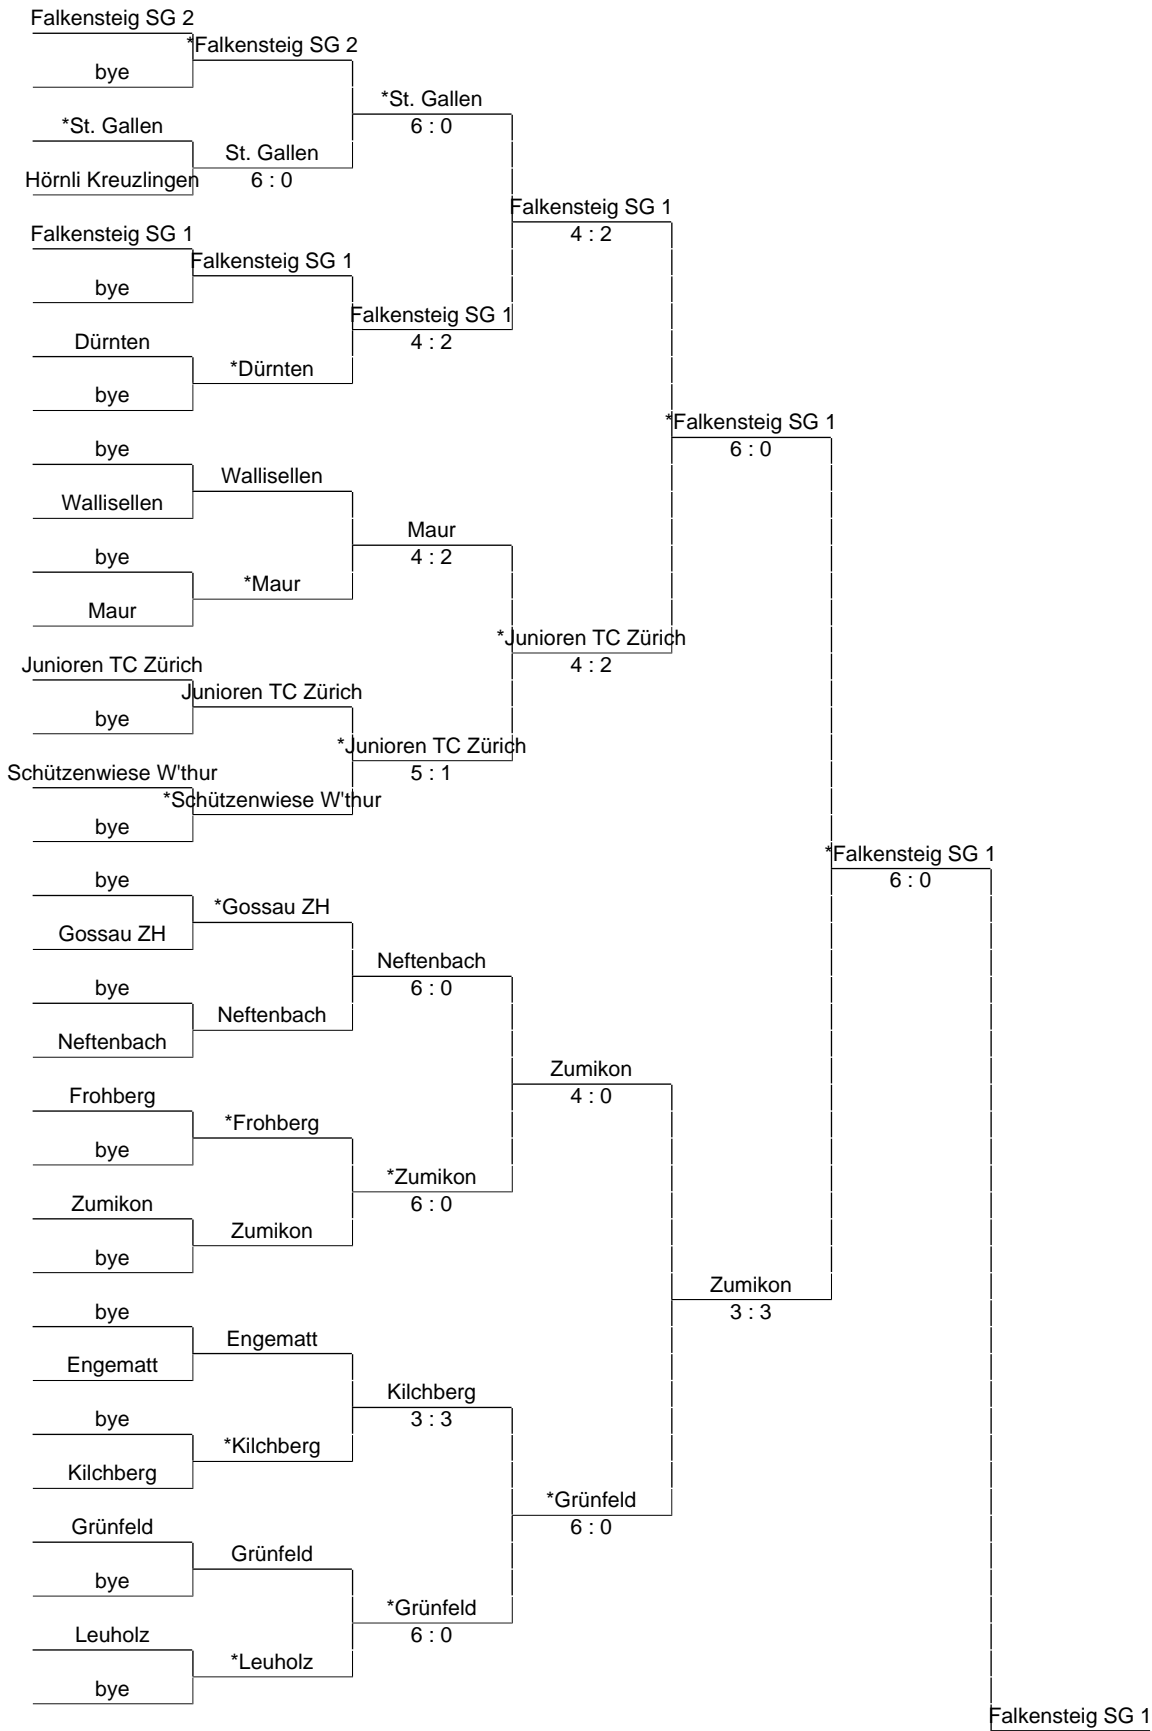 Falkensteig SG 2
*Falkensteig SG 2
bye
*St. Gallen
6 : 0
*St. Gallen
St. Gallen
6 : 0
Hörnli Kreuzlingen
Falkensteig SG 1
4 : 2
Falkensteig SG 1
Falkensteig SG 1
bye
Falkensteig SG 1
4 : 2
Dürnten
*Dürnten
bye
*Falkensteig SG 1
6 : 0
bye
Wallisellen
Wallisellen
Maur
4 : 2
bye
*Maur
Maur
*Junioren TC Zürich
4 : 2
Junioren TC Zürich
Junioren TC Zürich
bye
*Junioren TC Zürich
5 : 1
Schützenwiese W'thur
*Schützenwiese W'thur
bye
*Falkensteig SG 1
6 : 0
bye
*Gossau ZH
Gossau ZH
Neftenbach
6 : 0
bye
Neftenbach
Neftenbach
Zumikon
4 : 0
Frohberg
*Frohberg
bye
*Zumikon
6 : 0
Zumikon
Zumikon
bye
Zumikon
3 : 3
bye
Engematt
Engematt
Kilchberg
3 : 3
bye
*Kilchberg
Kilchberg
*Grünfeld
6 : 0
Grünfeld
Grünfeld
bye
*Grünfeld
6 : 0
Leuholz
*Leuholz
bye
Falkensteig SG 1